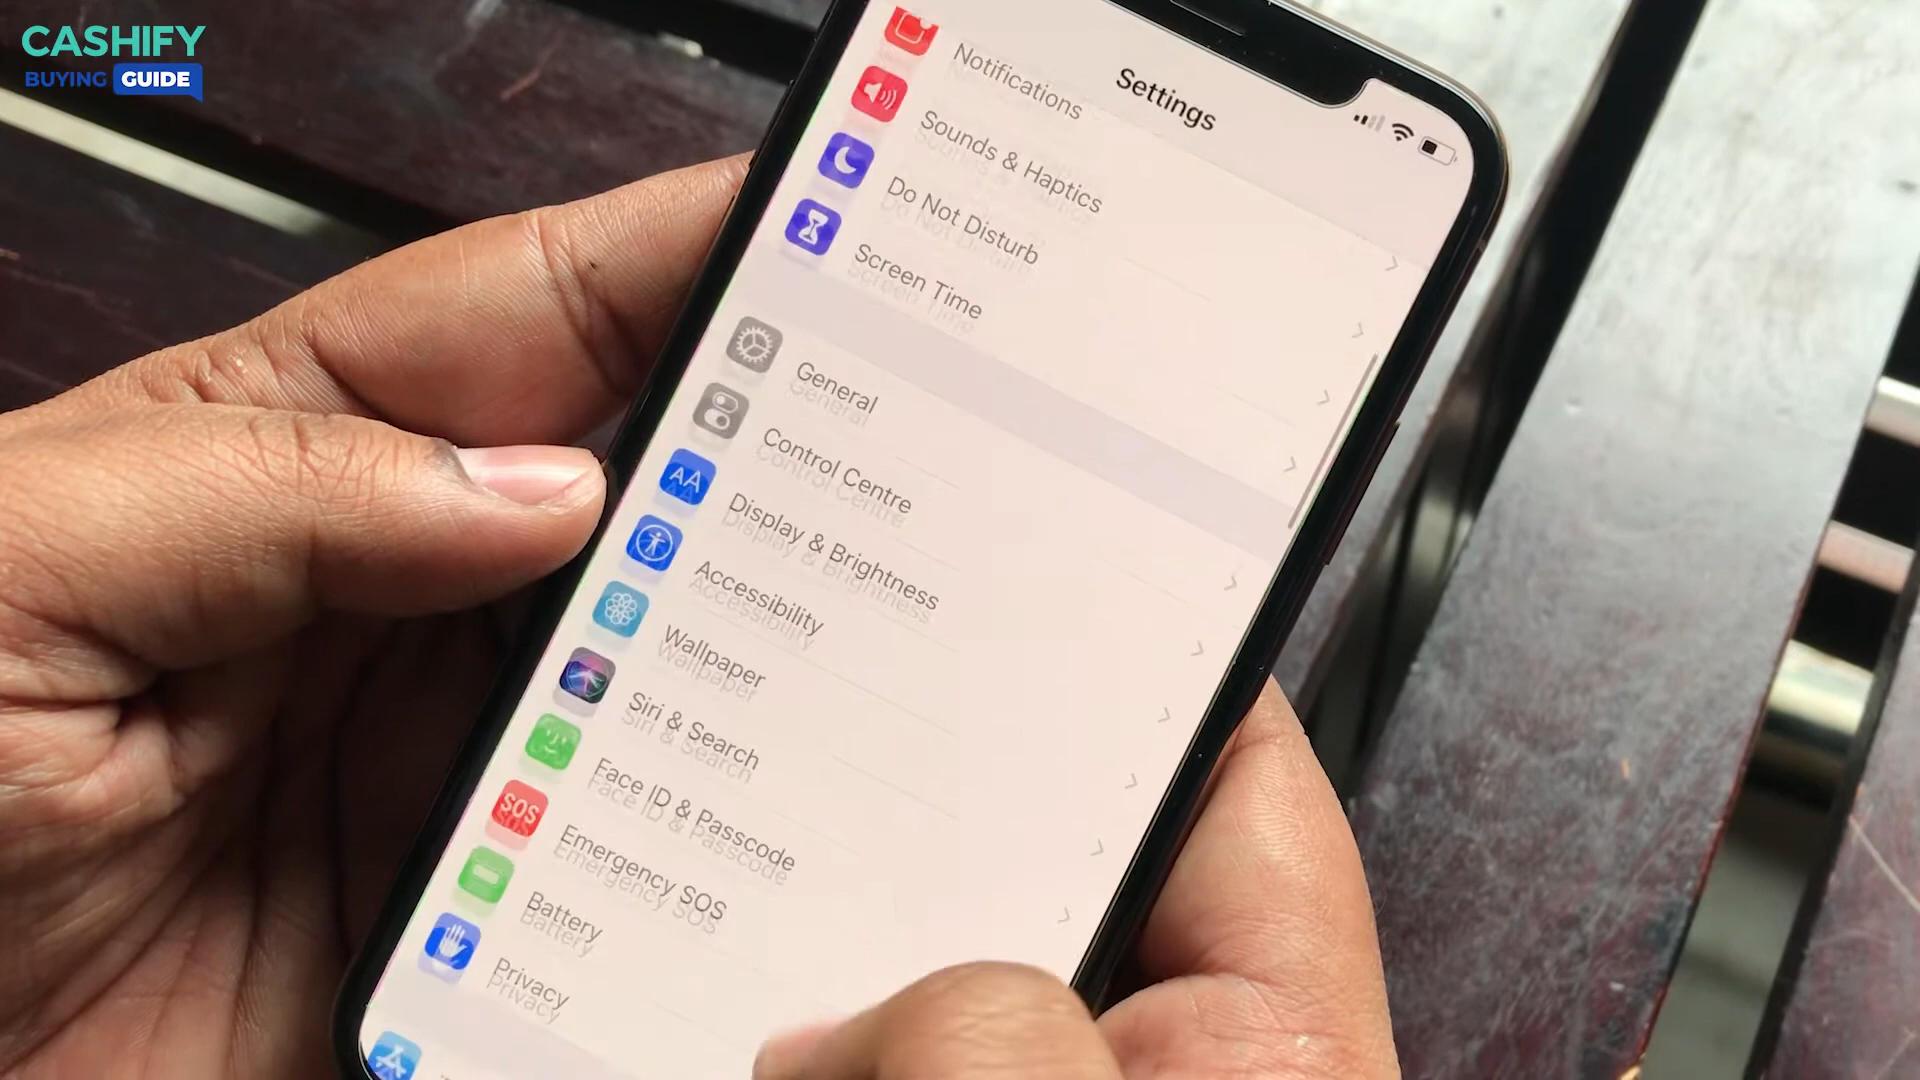 CASHIFY
BUYING GUIDE
Settings
Notifications
Sounds & Haptics
Do Not Disturb
Screen Time
General
Control Centre
AA
Display & Brightness
Accessibility
Wallpaper
Siri & Search
Face ID & Passcode
SOS
Emergency SOS
Battery
Privacy